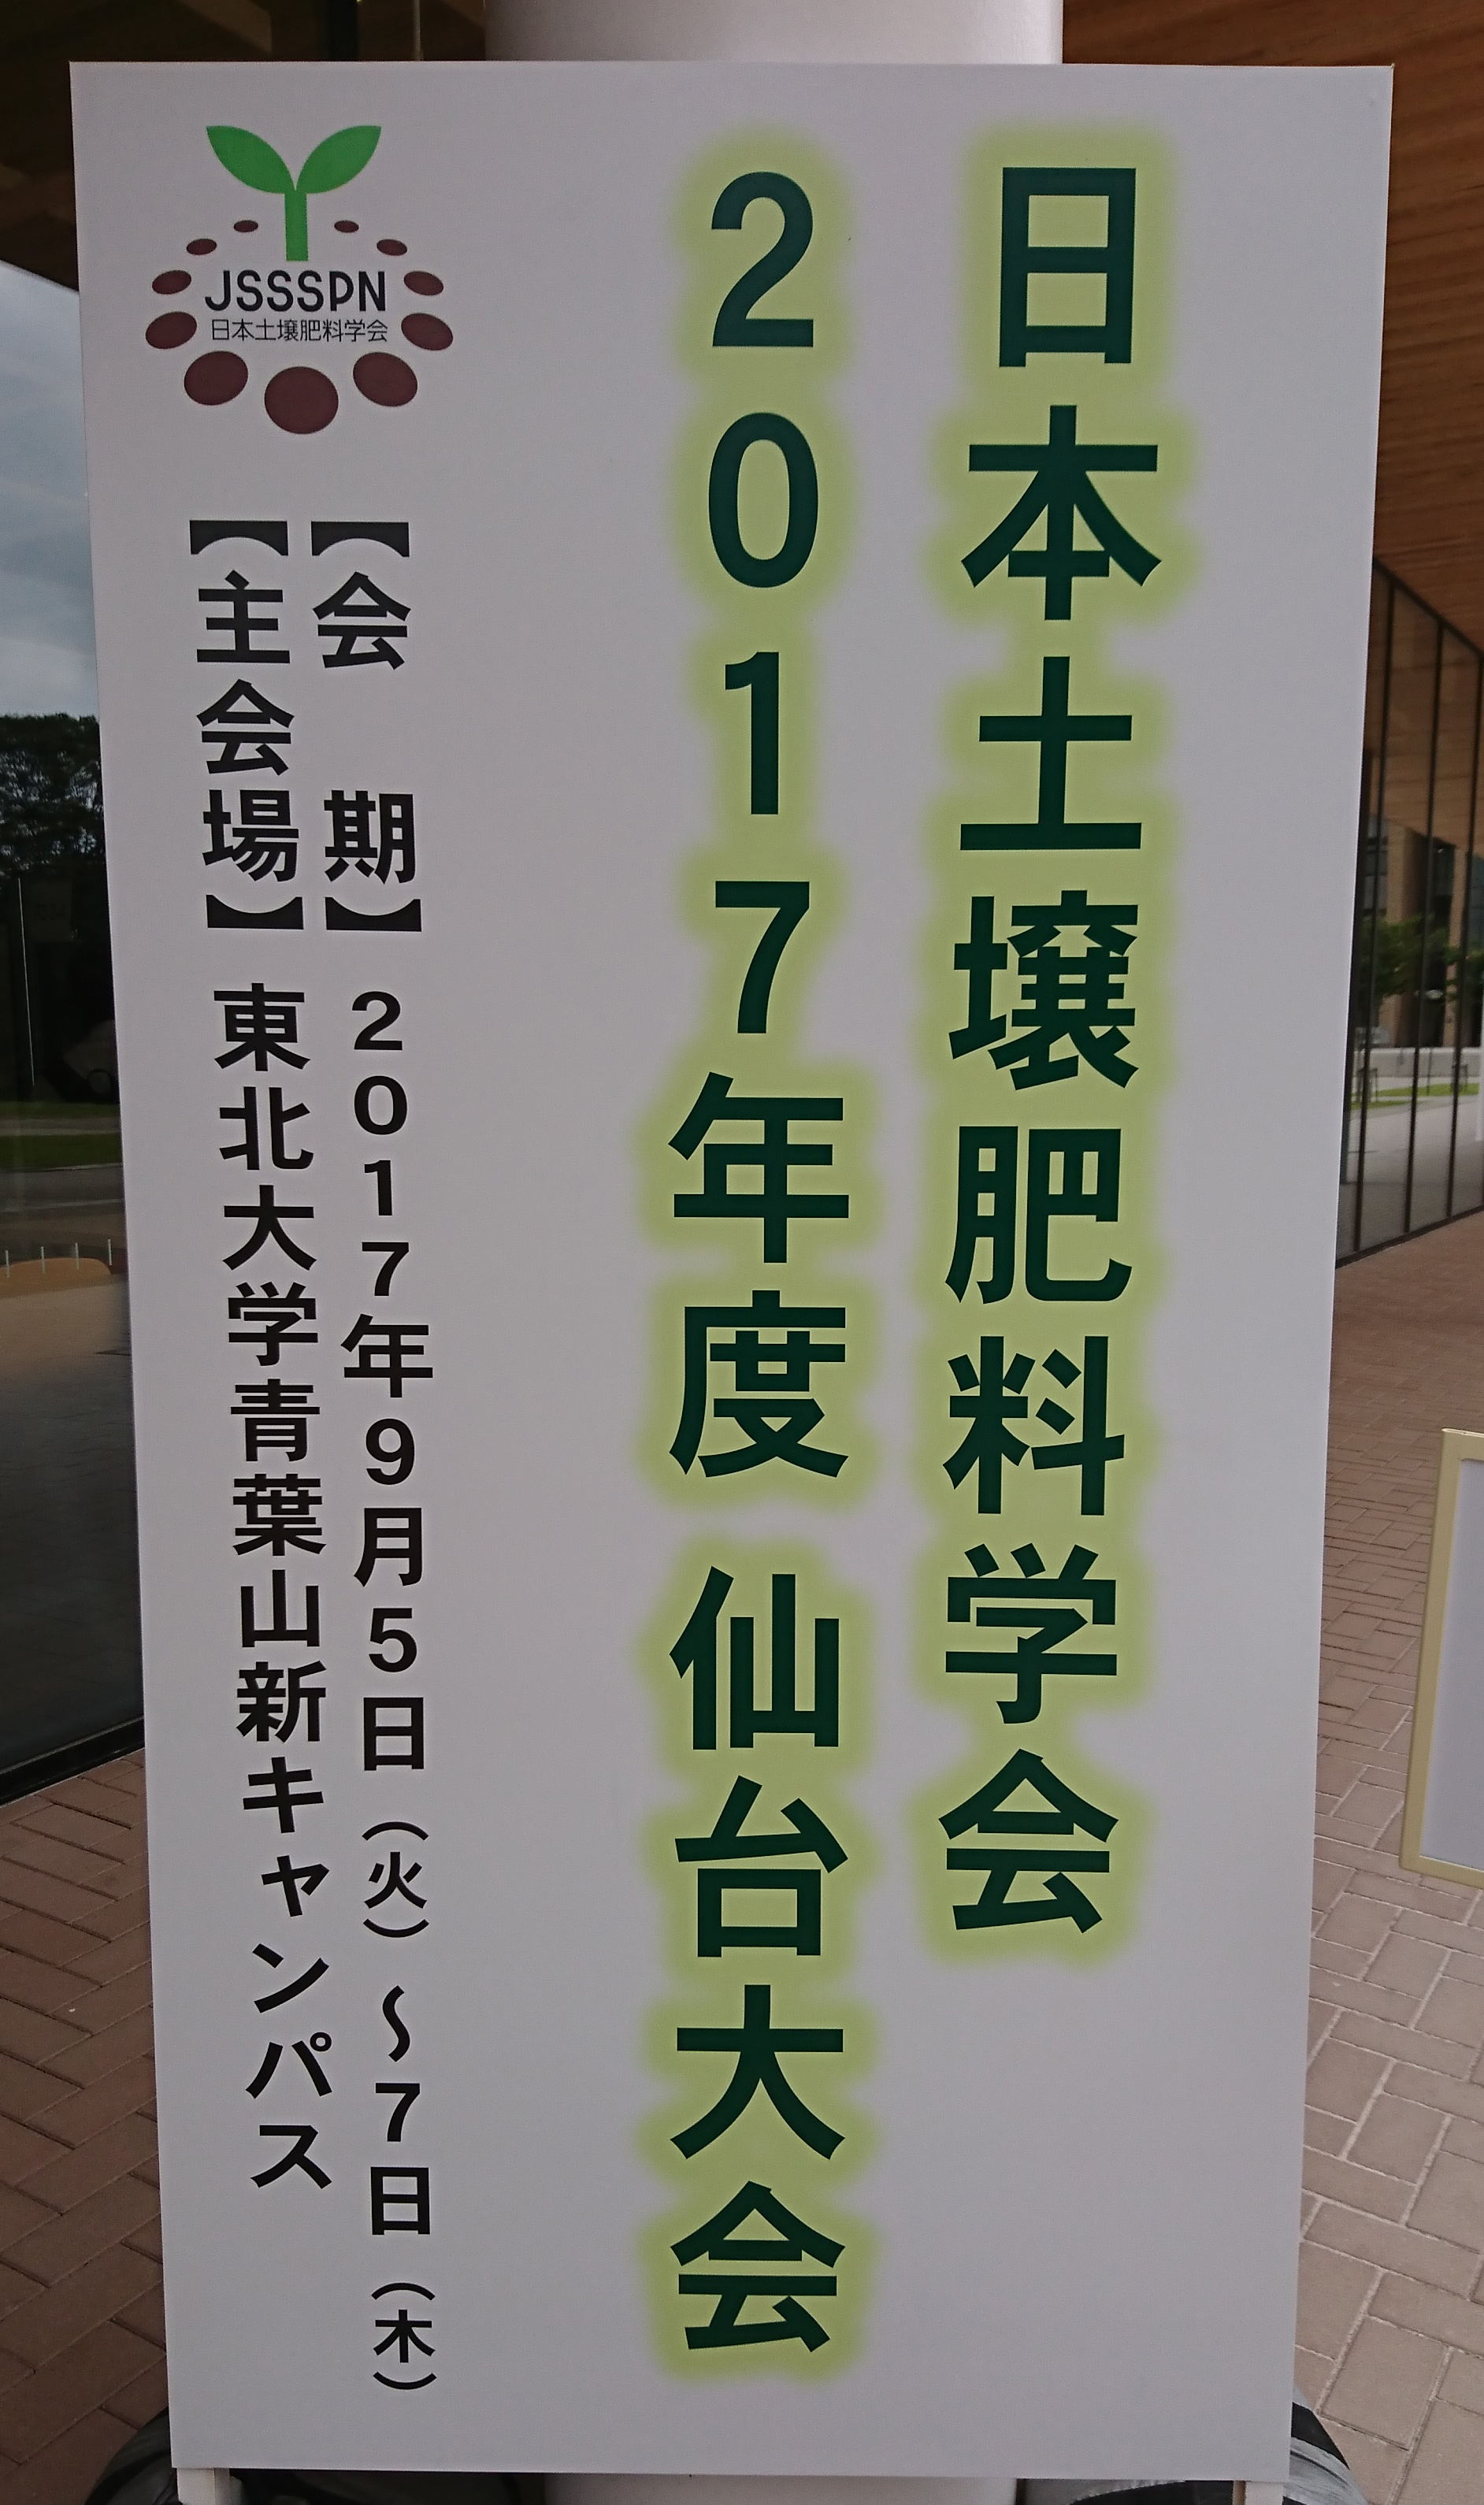 日本土壌肥料学会
2017年度 仙台大会
JSSSPN
日本土壌肥料学会
【会　期】2017年9月5日（火）～7日（木）
【主会場】東北大学青葉山新キャンパス